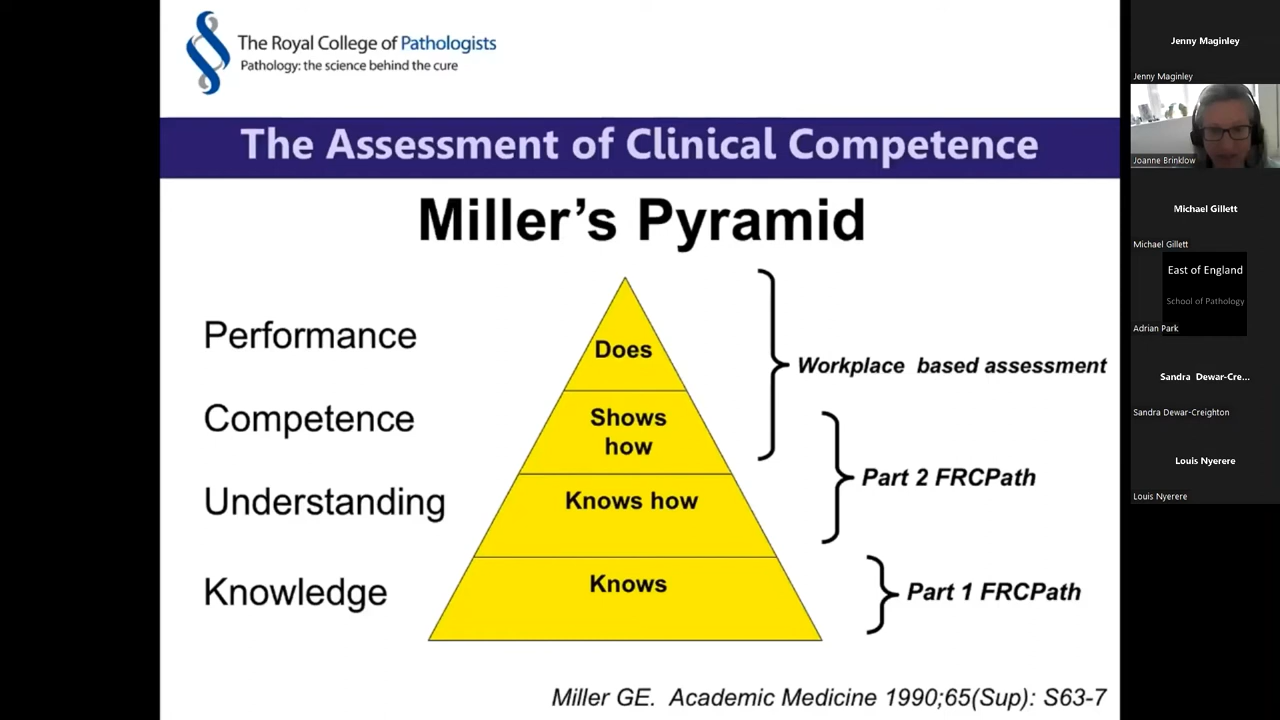 The Royal College of Pathologists
Pathology: the science behind the cure
The Assessment of Clinical Competence
Miller's Pyramid
Performance
Does
Workplace based assessment
Competence
Shows
how
Part 2 FRCPath
Understanding
Knows how
Knowledge
Knows
Part 1 FRCPath
Miller GE. Academic Medicine 1990;65(Sup): S63-7
Jenny Maginley
Jenny Maginley
Joanne Brinklow
Michael Gillett
Michael Gillett
East of England
School of Pathology
Adrian Park
Sandra Dewar-Cre...
Sandra Dewar-Creighton
Louis Nyerere
Louis Nyerere